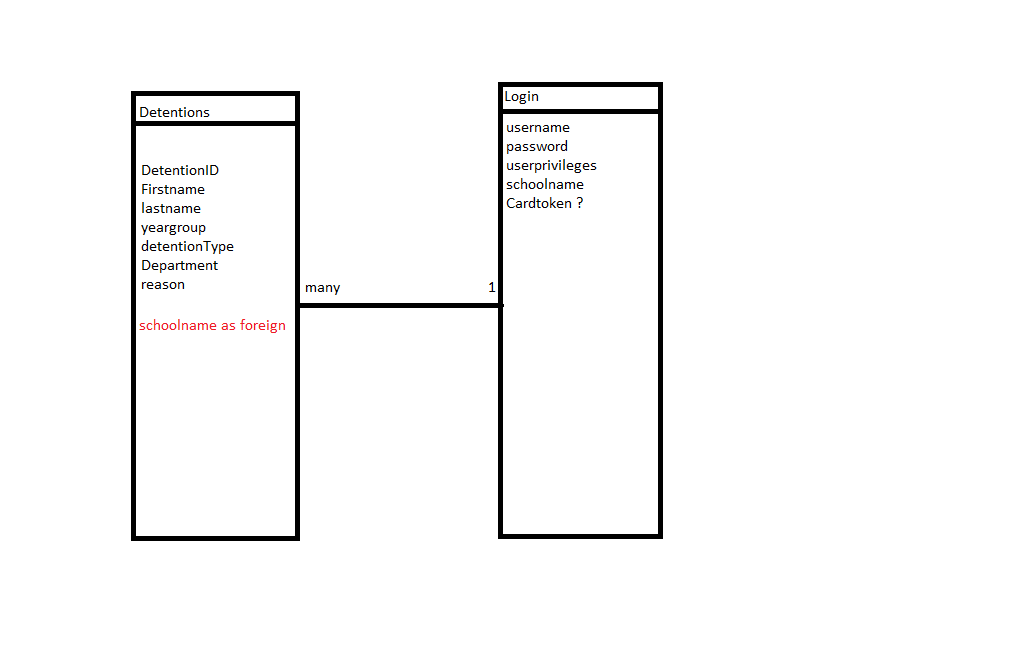 Detentions
DetentionID
Firstname
lastname
yeargroup
detentionType
Department
reason
schoolname as foreign
many
1
Login
username
password
userprivileges
schoolname
Cardtoken ?